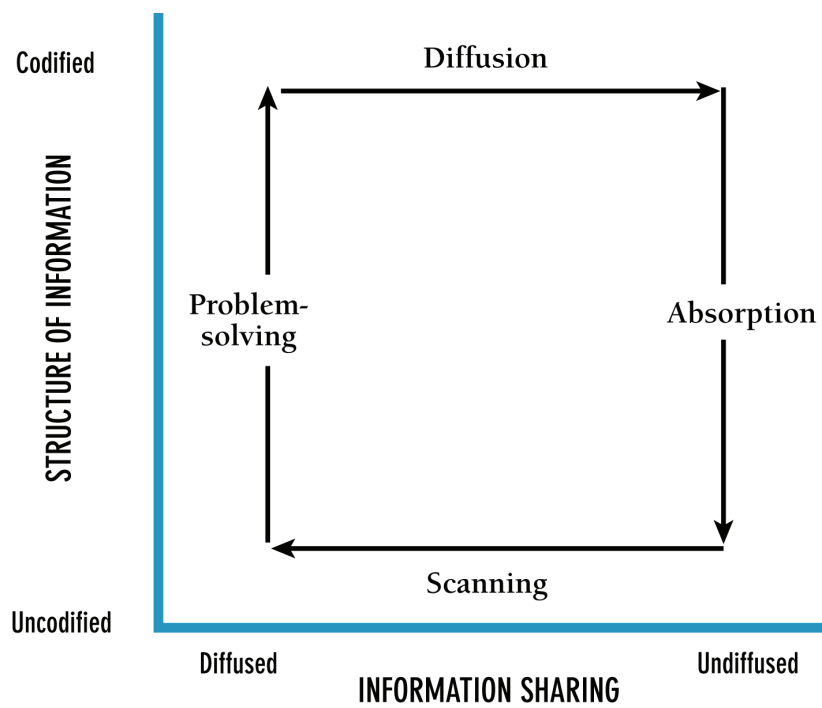 Codified
Diffusion
STRUCTURE OF INFORMATION
Problem-
solving
Absorption
Scanning
Uncodified
Diffused
Undiffused
INFORMATION SHARING